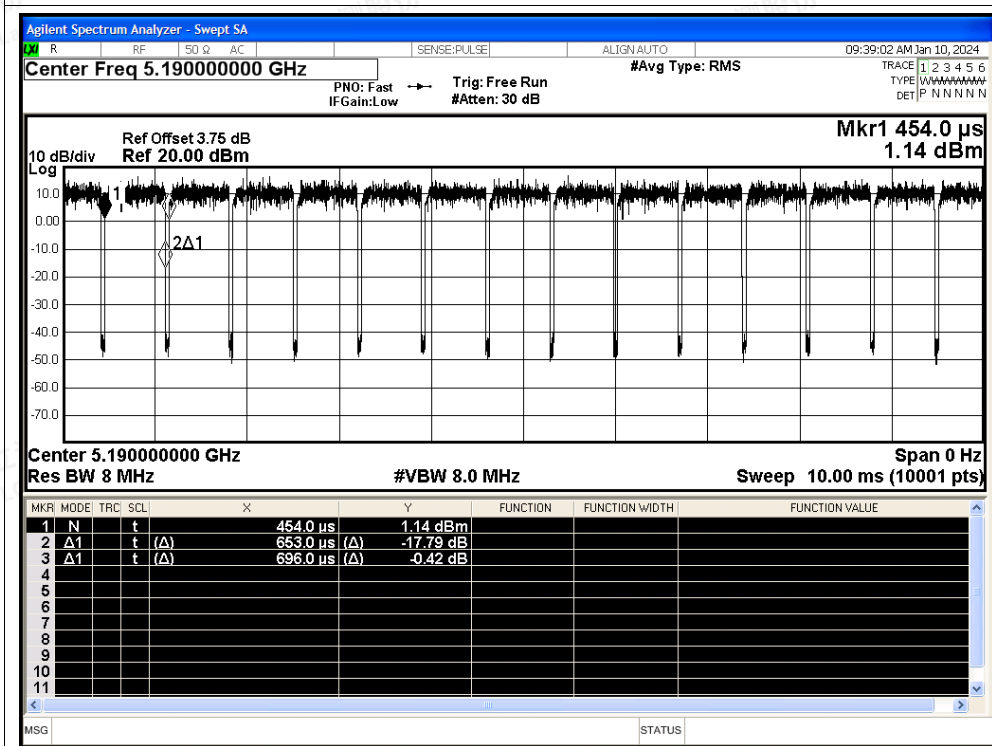 Agilent Spectrum Analyzer - Swept SA
LXI R RF 50 Ω AC SENSE:PULSE ALIGN AUTO 09:39:02 AM Jan 10, 2024
Center Freq 5.190000000 GHz
PNO: Fast
IFGain:Low
Trig: Free Run
#Atten: 30 dB
#Avg Type: RMS
TRACE 1 2 3 4 5 6
TYPE
DET P N N N N N
Mkr1 454.0 µs
1.14 dBm
Ref Offset 3.75 dB
10 dB/div Ref 20.00 dBm
Log
10.0
0.00
-10.0
-20.0
-30.0
-40.0
-50.0
-60.0
-70.0
1
2Δ1
Center 5.190000000 GHz Span 0 Hz
Res BW 8 MHz #VBW 8.0 MHz Sweep 10.00 ms (10001 pts)
MKR MODE TRC SCL X Y FUNCTION FUNCTION WIDTH FUNCTION VALUE
1 N t 454.0 µs 1.14 dBm
2 Δ1 t (Δ) 653.0 µs (Δ) -17.79 dB
3 Δ1 t (Δ) 696.0 µs (Δ) -0.42 dB
4
5
6
7
8
9
10
11
MSG STATUS